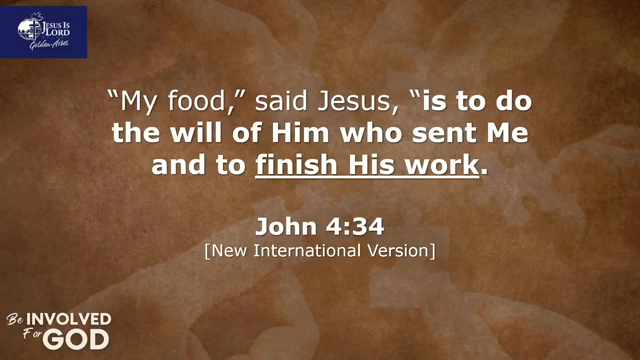 JESUS IS
LORD
Golden Acres
“My food,” said Jesus, “is to do
the will of Him who sent Me
and to finish His work.
John 4:34
[New International Version]
Be INVOLVED
For GOD